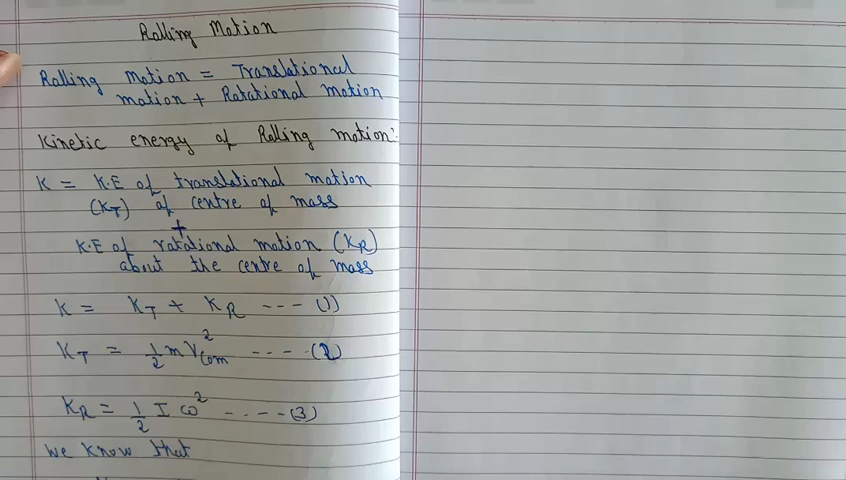 Rolling Motion
Rolling Motion = Translational
motion + Rotational motion
Kinetic energy of Rolling motion:
K = K.E of translational motion
(KT) of centre of mass
+
K.E of rotational motion (KR)
about the centre of mass
K = KT + KR ---- (1)
KT = 1/2 m V²com ---- (2)
KR = 1/2 I ω² ----- (3)
We know that